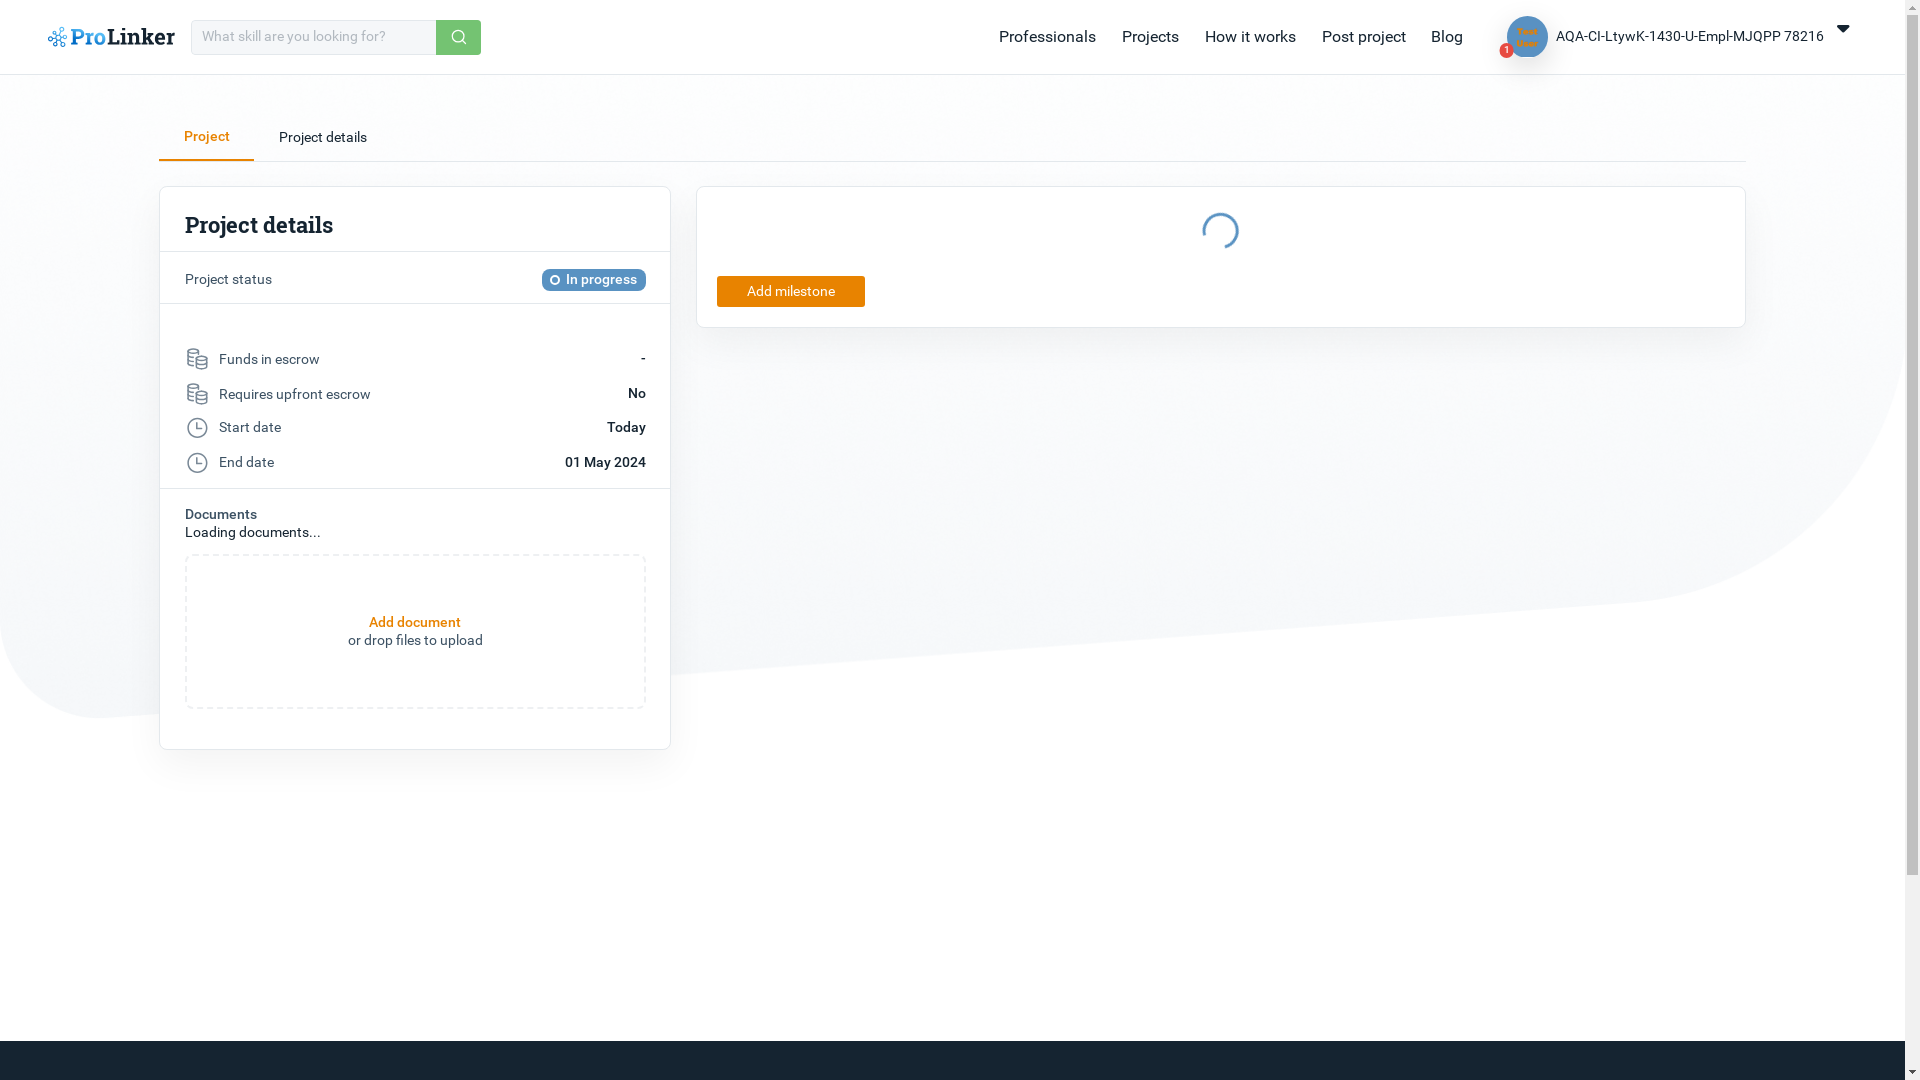 ProLinker
What skill are you looking for?
Professionals
Projects
How it works
Post project
Blog
Test
User
1
AQA-CI-LtywK-1430-U-Empl-MJQPP 78216
Project
Project details
Project details
Project status
In progress
Funds in escrow
-
Requires upfront escrow
No
Start date
Today
End date
01 May 2024
Documents
Loading documents...
Add document
or drop files to upload
Add milestone